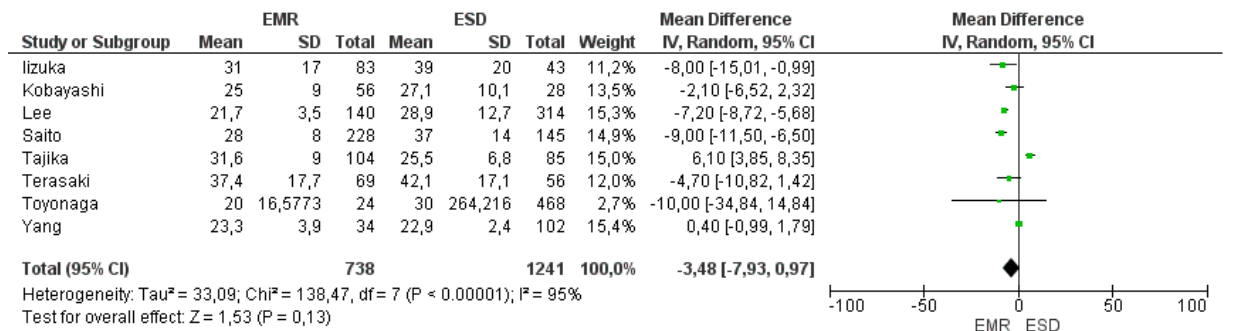 EMR ESD Mean Difference Mean Difference
Study or Subgroup Mean SD Total Mean SD Total Weight IV, Random, 95% CI IV, Random, 95% CI
Iizuka 31 17 83 39 20 43 11,2% -8,00 [-15,01, -0,99]
Kobayashi 25 9 56 27,1 10,1 28 13,5% -2,10 [-6,52, 2,32]
Lee 21,7 3,5 140 28,9 12,7 314 15,3% -7,20 [-8,72, -5,68]
Saito 28 8 228 37 14 145 14,9% -9,00 [-11,50, -6,50]
Tajika 31,6 9 104 25,5 6,8 85 15,0% 6,10 [3,85, 8,35]
Terasaki 37,4 17,7 69 42,1 17,1 56 12,0% -4,70 [-10,82, 1,42]
Toyonaga 20 16,5773 24 30 264,216 468 2,7% -10,00 [-34,84, 14,84]
Yang 23,3 3,9 34 22,9 2,4 102 15,4% 0,40 [-0,99, 1,79]
Total (95% CI) 738 1241 100,0% -3,48 [-7,93, 0,97]
Heterogeneity: Tau² = 33,09; Chi² = 138,47, df = 7 (P < 0.00001); I² = 95%
Test for overall effect: Z = 1,53 (P = 0,13)
-100 -50 0 50 100
EMR ESD